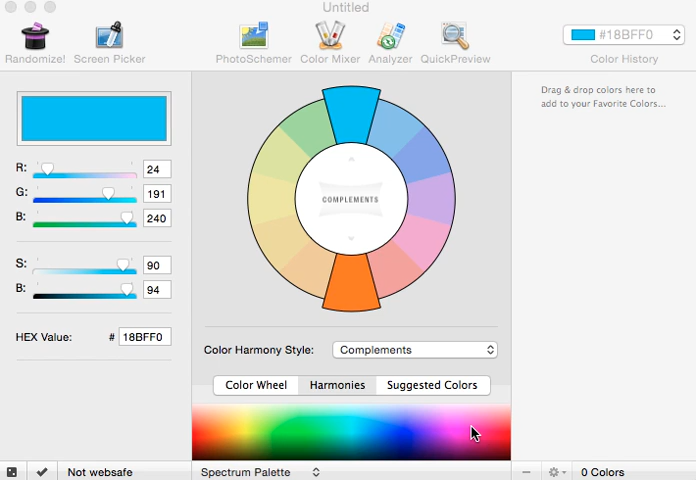 Untitled
Randomize!
Screen Picker
PhotoSchemer
Color Mixer
Analyzer
QuickPreview
#18BFF0
Color History
R: 24
G: 191
B: 240
S: 90
B: 94
HEX Value: # 18BFF0
COMPLEMENTS
Color Harmony Style: Complements
Color Wheel
Harmonies
Suggested Colors
Drag & drop colors here to
add to your Favorite Colors...
Not websafe
Spectrum Palette
0 Colors